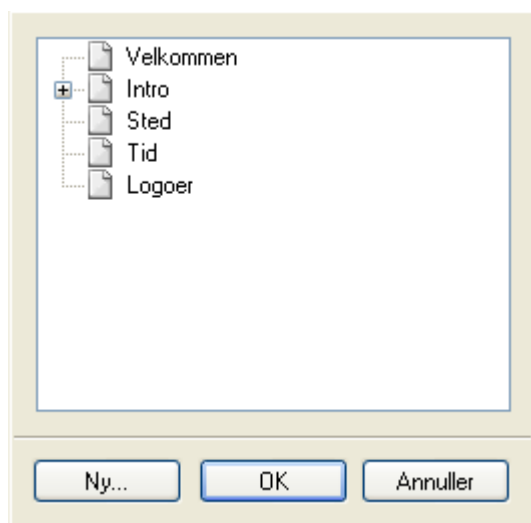 Velkommen
Intro
Sted
Tid
Logoer
Ny... OK Annuller